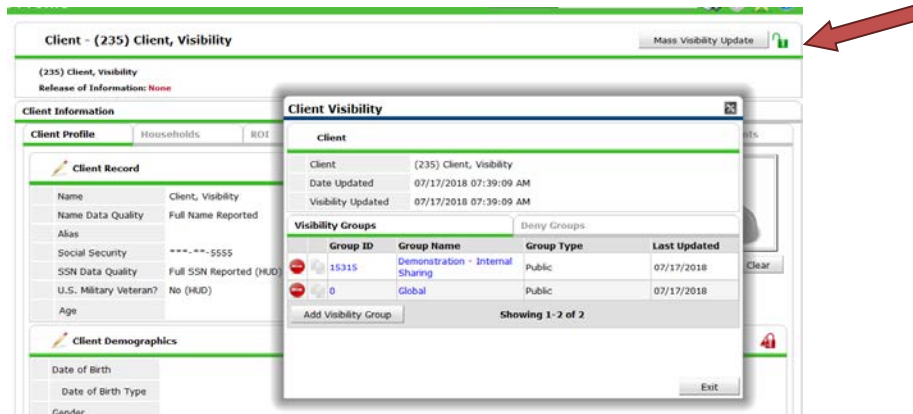 Client - (235) Client, Visibility
Mass Visibility Update
(235) Client, Visibility
Release of Information: None
Client Information
Client Profile
Households
ROI
Client Record
Name Client, Visibility
Name Data Quality Full Name Reported
Alias
Social Security ***-**-5555
SSN Data Quality Full SSN Reported (HUD)
U.S. Military Veteran? No (HUD)
Age
Clear
Client Demographics
Date of Birth
Date of Birth Type
Gender
Client Visibility
Client
Client (235) Client, Visibility
Date Updated 07/17/2018 07:39:09 AM
Visibility Updated 07/17/2018 07:39:09 AM
Visibility Groups
Deny Groups
Group ID Group Name Group Type Last Updated
15315 Demonstration - Internal Sharing Public 07/17/2018
0 Global Public 07/17/2018
Add Visibility Group
Showing 1-2 of 2
Exit